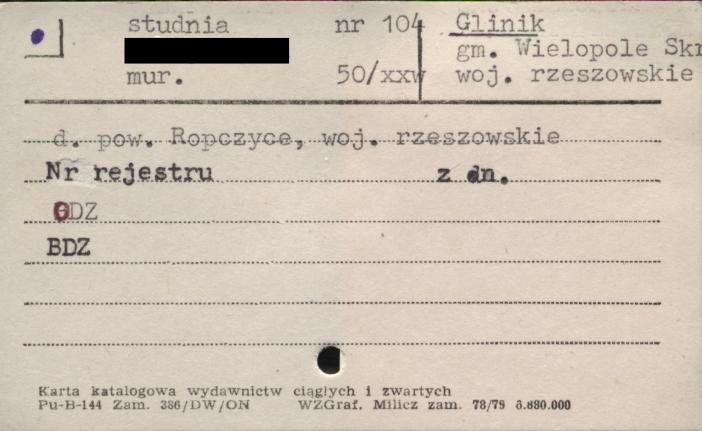 studnia nr 104 Glinik
gm. Wielopole Skr
mur. 50/xxw woj. rzeszowskie
d. pow. Ropczyce, woj. rzeszowskie
Nr rejestru z dn.
ODZ
BDZ
Karta katalogowa wydawnictw ciągłych i zwartych
Pu-B-144 Zam. 386/DW/ON WZGraf. Milicz zam. 78/79 3.880.000